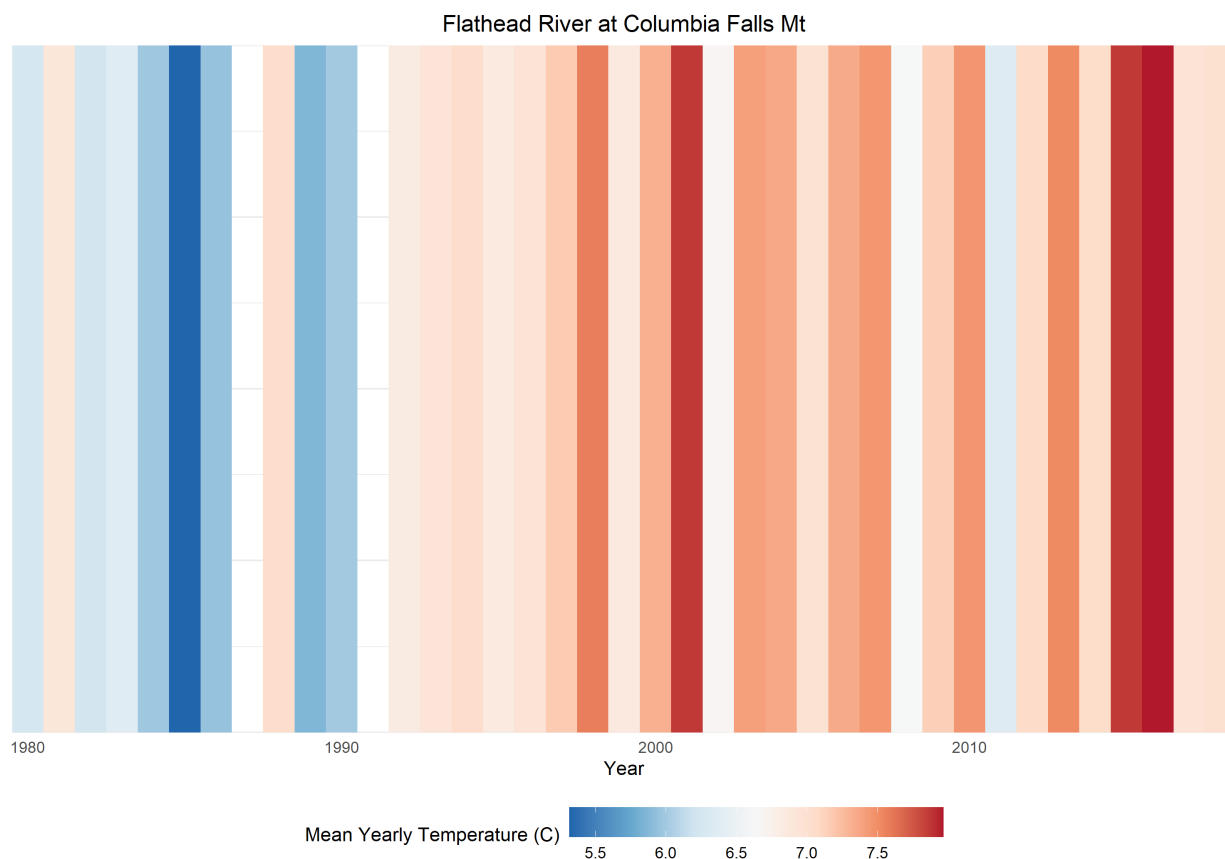 Flathead River at Columbia Falls Mt
1980 1990 2000 2010
Year
Mean Yearly Temperature (C)
5.5 6.0 6.5 7.0 7.5